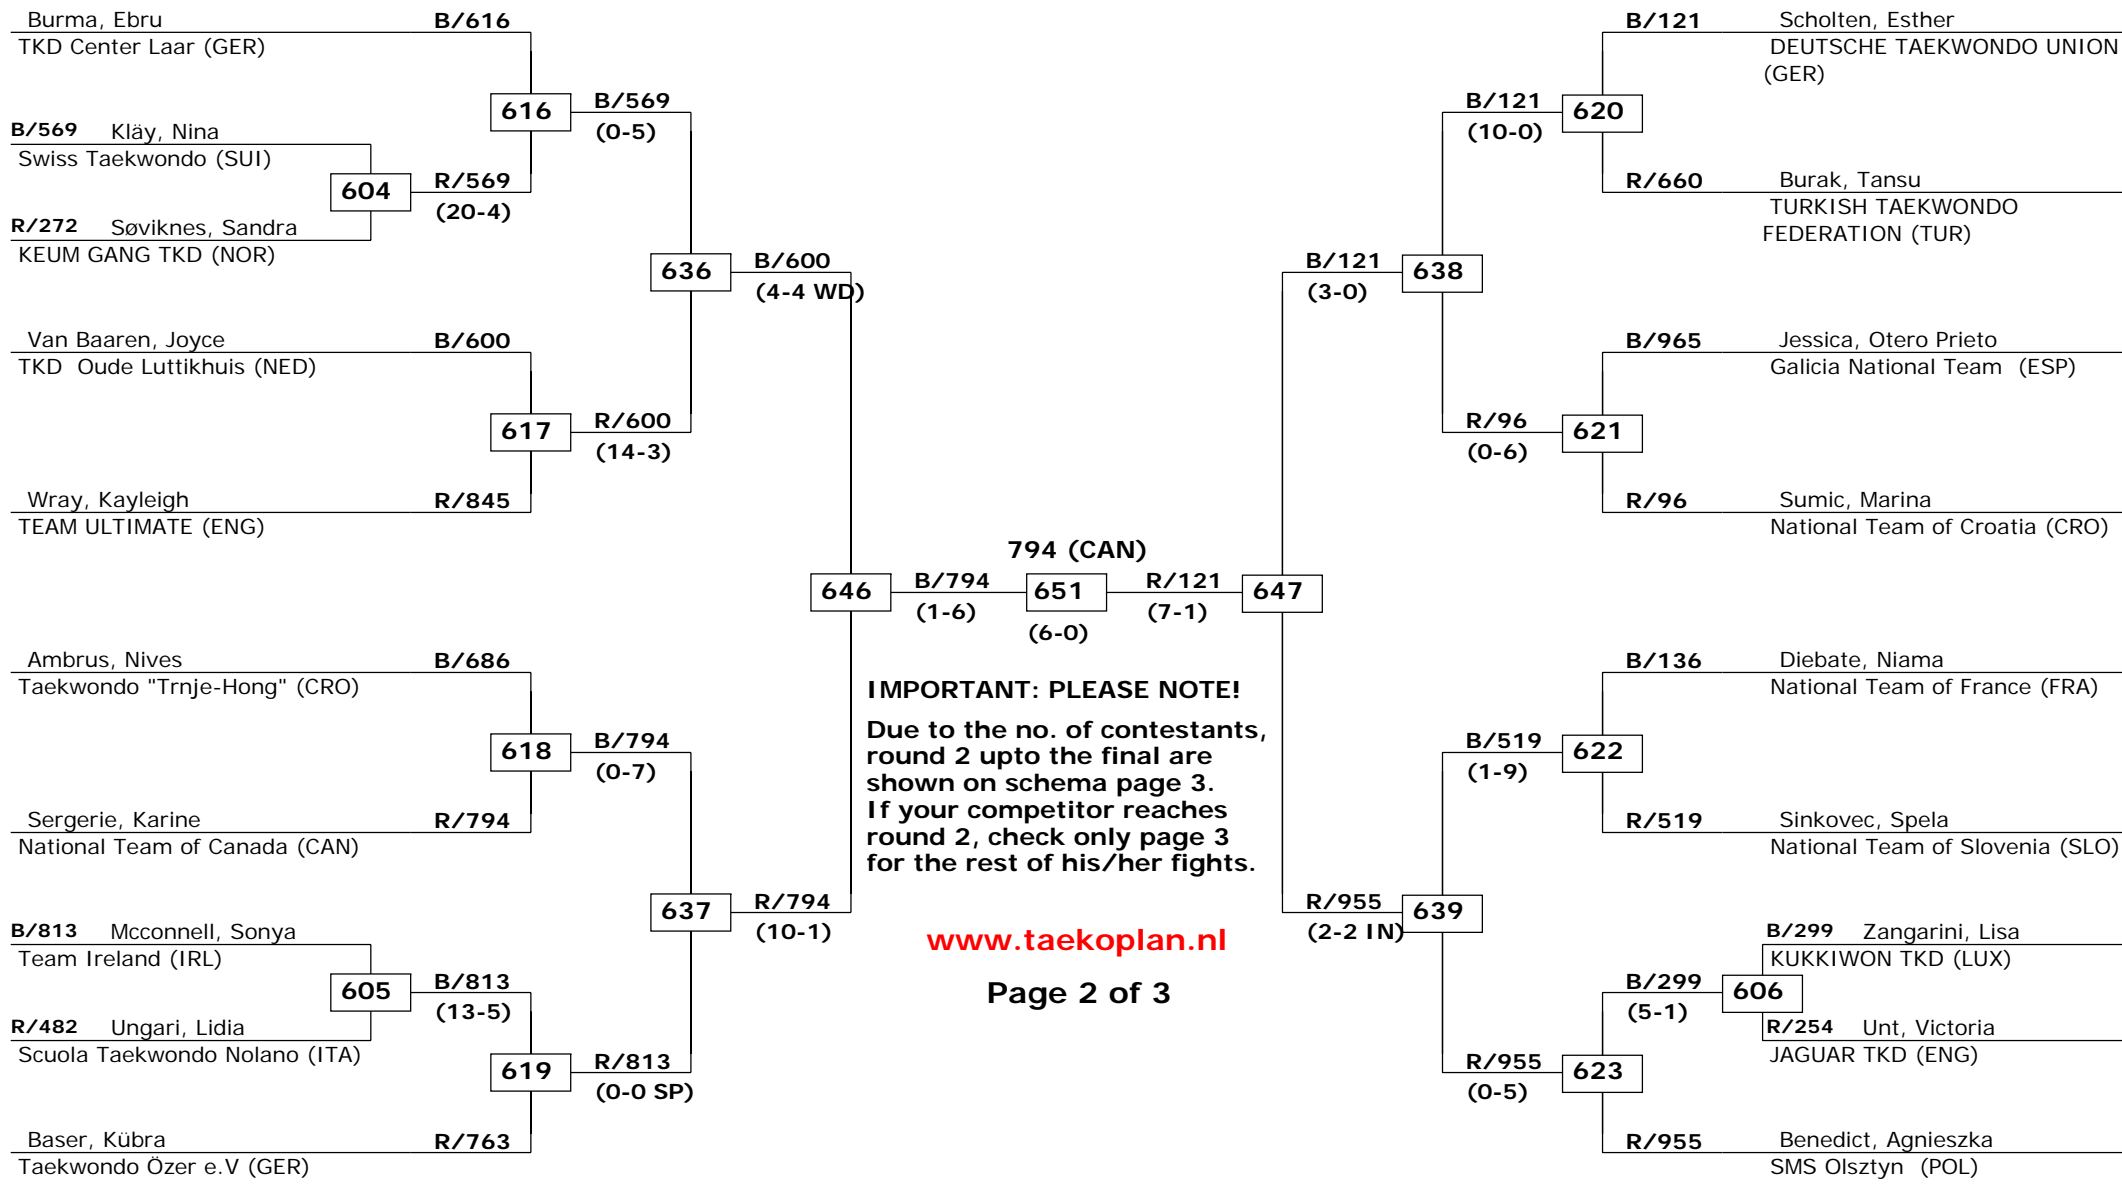 Burma, Ebru B/616
TKD Center Laar (GER)
616
B/569
(0-5)
B/569 Kläy, Nina
Swiss Taekwondo (SUI)
604
R/569
(20-4)
R/272 Søviknes, Sandra
KEUM GANG TKD (NOR)
636
B/600
(4-4 WD)
Van Baaren, Joyce B/600
TKD  Oude Luttikhuis (NED)
617
R/600
(14-3)
Wray, Kayleigh R/845
TEAM ULTIMATE (ENG)
646
B/794
(1-6)
Ambrus, Nives B/686
Taekwondo "Trnje-Hong" (CRO)
618
B/794
(0-7)
Sergerie, Karine R/794
National Team of Canada (CAN)
637
R/794
(10-1)
B/813 Mcconnell, Sonya
Team Ireland (IRL)
605
B/813
(13-5)
R/482 Ungari, Lidia
Scuola Taekwondo Nolano (ITA)
619
R/813
(0-0 SP)
Baser, Kübra R/763
Taekwondo Özer e.V (GER)
794 (CAN)
651
(6-0)
IMPORTANT: PLEASE NOTE!
Due to the no. of contestants,
round 2 upto the final are
shown on schema page 3.
If your competitor reaches
round 2, check only page 3
for the rest of his/her fights.
www.taekoplan.nl
Page 2 of 3
B/121 Scholten, Esther
DEUTSCHE TAEKWONDO UNION
(GER)
B/121
(10-0)
620
R/660 Burak, Tansu
TURKISH TAEKWONDO
FEDERATION (TUR)
B/121
(3-0)
638
B/965 Jessica, Otero Prieto
Galicia National Team  (ESP)
R/96
(0-6)
621
R/96 Sumic, Marina
National Team of Croatia (CRO)
R/121
(7-1)
647
B/136 Diebate, Niama
National Team of France (FRA)
B/519
(1-9)
622
R/519 Sinkovec, Spela
National Team of Slovenia (SLO)
R/955
(2-2 IN)
639
B/299 Zangarini, Lisa
KUKKIWON TKD (LUX)
B/299
(5-1)
606
R/254 Unt, Victoria
JAGUAR TKD (ENG)
R/955
(0-5)
623
R/955 Benedict, Agnieszka
SMS Olsztyn  (POL)